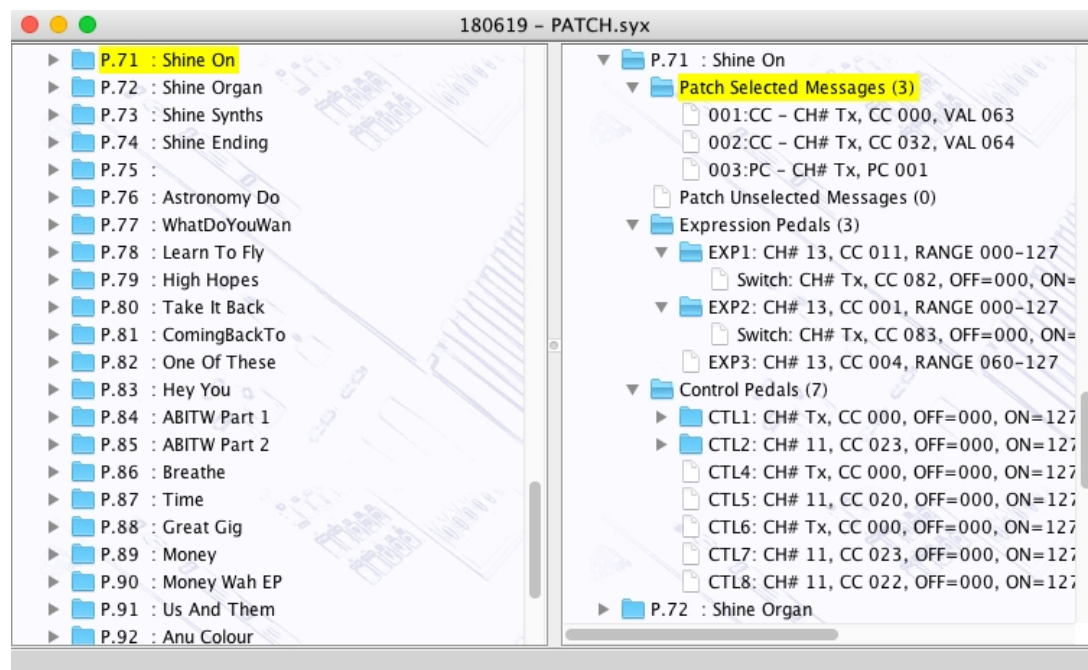 180619 – PATCH.syx
P.71 : Shine On
P.72 : Shine Organ
P.73 : Shine Synths
P.74 : Shine Ending
P.75 :
P.76 : Astronomy Do
P.77 : WhatDoYouWan
P.78 : Learn To Fly
P.79 : High Hopes
P.80 : Take It Back
P.81 : ComingBackTo
P.82 : One Of These
P.83 : Hey You
P.84 : ABITW Part 1
P.85 : ABITW Part 2
P.86 : Breathe
P.87 : Time
P.88 : Great Gig
P.89 : Money
P.90 : Money Wah EP
P.91 : Us And Them
P.92 : Anu Colour
P.71 : Shine On
Patch Selected Messages (3)
001:CC – CH# Tx, CC 000, VAL 063
002:CC – CH# Tx, CC 032, VAL 064
003:PC – CH# Tx, PC 001
Patch Unselected Messages (0)
Expression Pedals (3)
EXP1: CH# 13, CC 011, RANGE 000–127
Switch: CH# Tx, CC 082, OFF=000, ON=
EXP2: CH# 13, CC 001, RANGE 000–127
Switch: CH# Tx, CC 083, OFF=000, ON=
EXP3: CH# 13, CC 004, RANGE 060–127
Control Pedals (7)
CTL1: CH# Tx, CC 000, OFF=000, ON=127
CTL2: CH# 11, CC 023, OFF=000, ON=127
CTL4: CH# Tx, CC 000, OFF=000, ON=127
CTL5: CH# 11, CC 020, OFF=000, ON=127
CTL6: CH# Tx, CC 000, OFF=000, ON=127
CTL7: CH# 11, CC 023, OFF=000, ON=127
CTL8: CH# 11, CC 022, OFF=000, ON=127
P.72 : Shine Organ